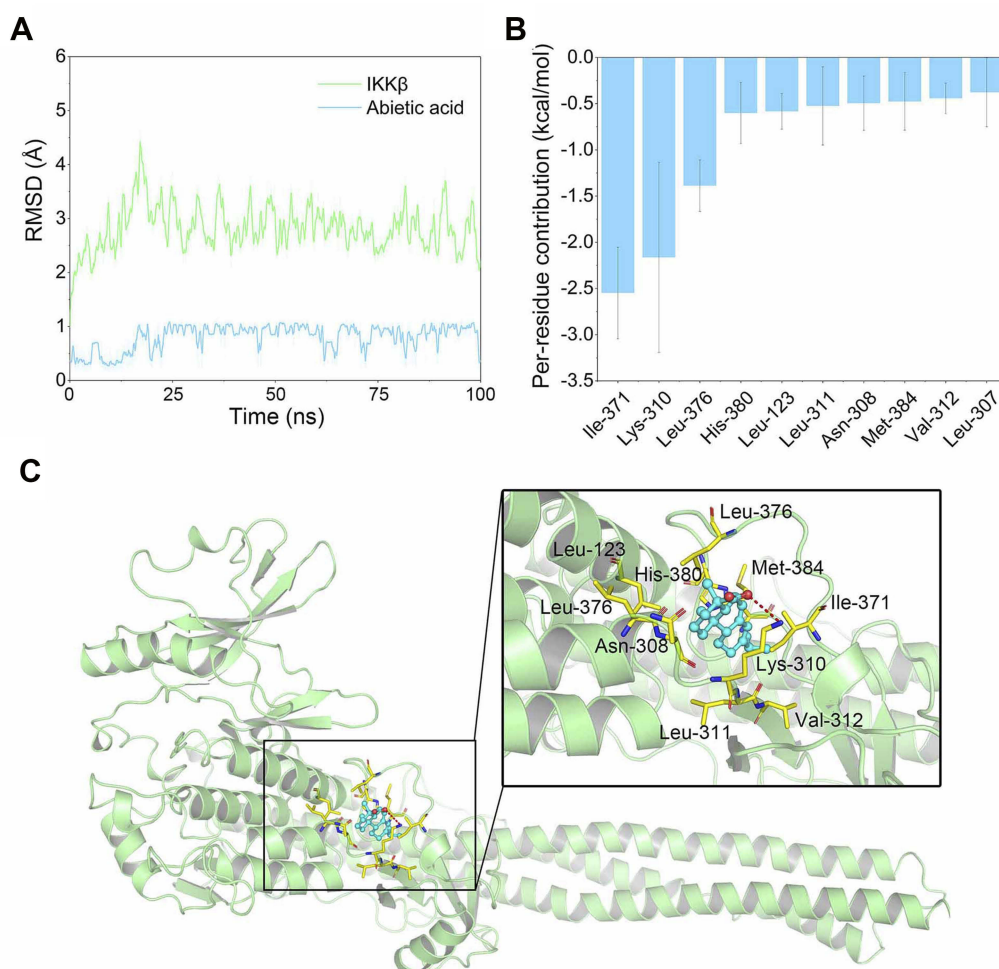 A
RMSD (Å)
6
5
4
3
2
1
0
IKKβ
Abietic acid
0
25
50
75
100
Time (ns)
B
Per-residue contribution (kcal/mol)
0.0
-0.5
-1.0
-1.5
-2.0
-2.5
-3.0
-3.5
Ile-371
Lys-310
Leu-376
His-380
Leu-123
Leu-311
Asn-308
Met-384
Val-312
Leu-307
C
Leu-376
Leu-123
His-380
Met-384
Leu-376
Ile-371
Asn-308
Lys-310
Leu-311
Val-312